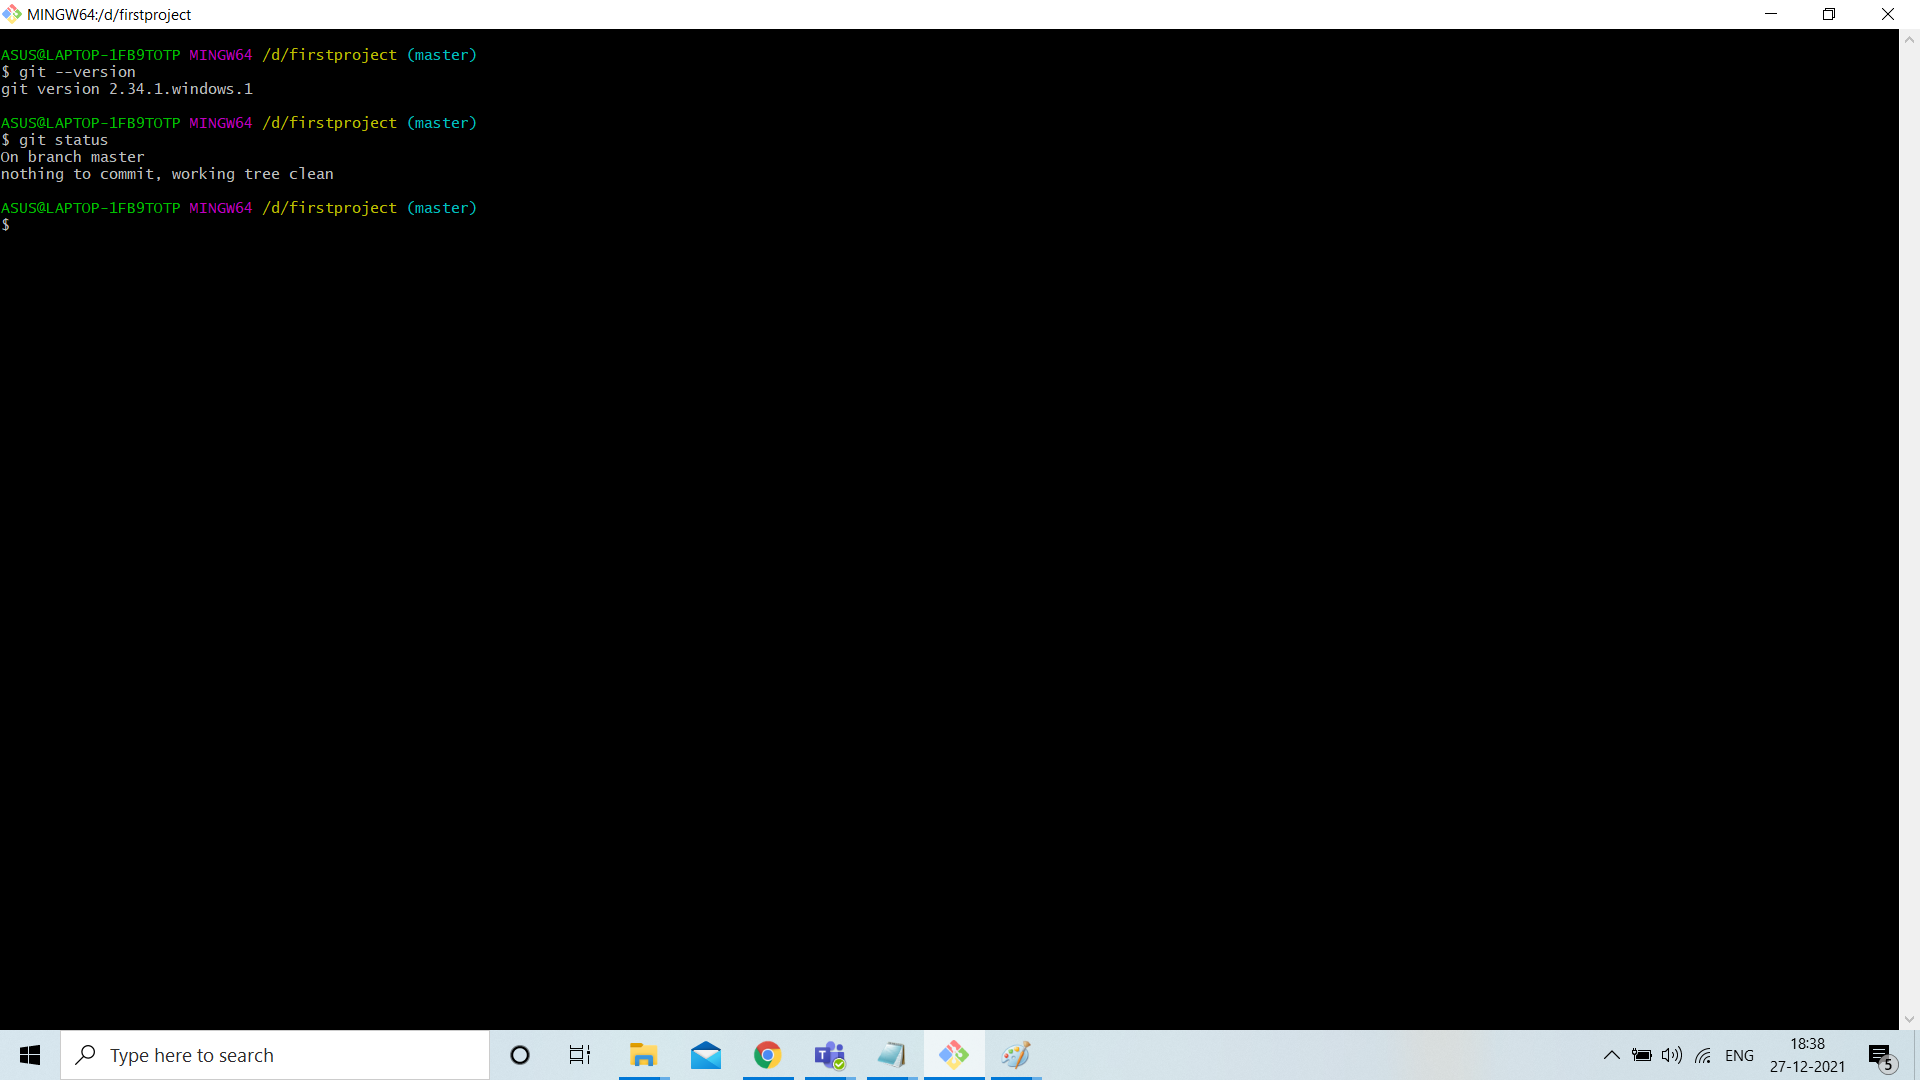 MINGW64:/d/firstproject
ASUS@LAPTOP-1FB9TOTP MINGW64 /d/firstproject (master)
$ git --version
git version 2.34.1.windows.1
ASUS@LAPTOP-1FB9TOTP MINGW64 /d/firstproject (master)
$ git status
On branch master
nothing to commit, working tree clean
ASUS@LAPTOP-1FB9TOTP MINGW64 /d/firstproject (master)
$
Type here to search
ENG
18:38
27-12-2021
5